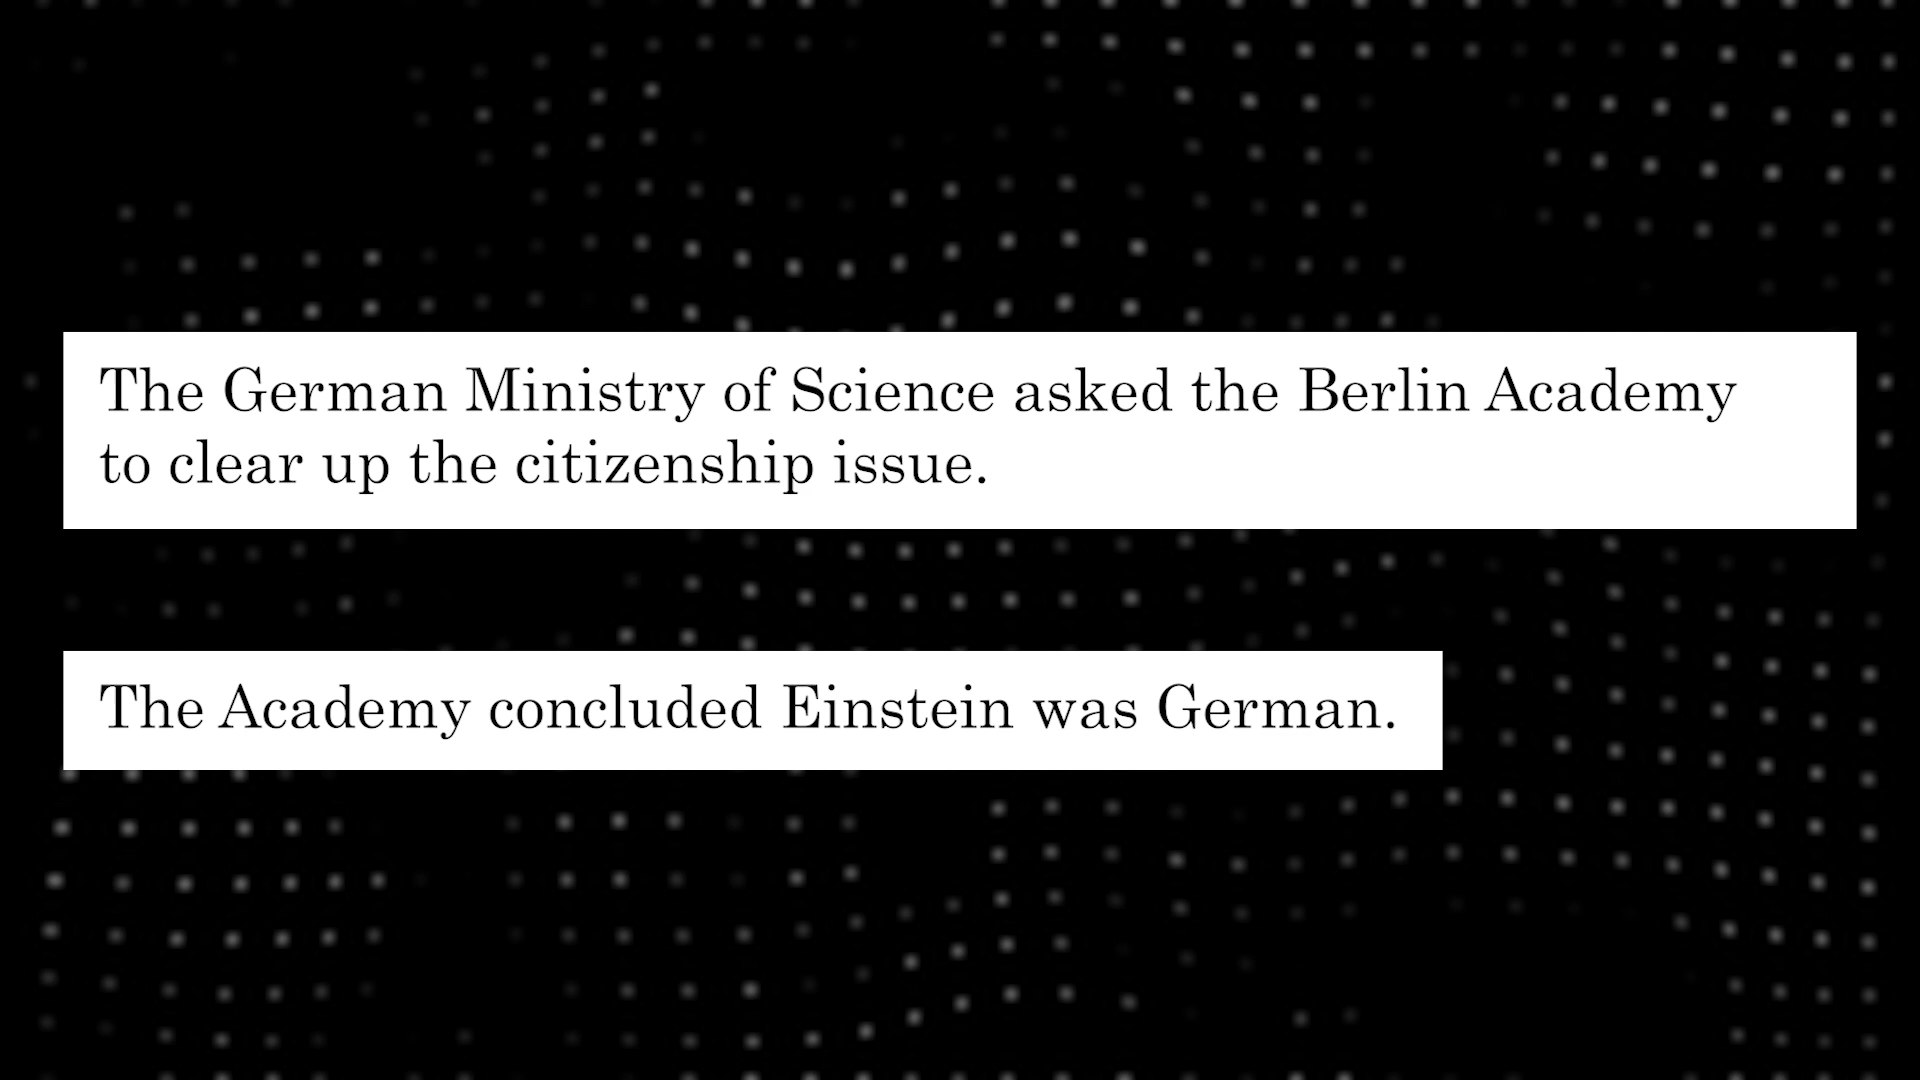 The German Ministry of Science asked the Berlin Academy
to clear up the citizenship issue.
The Academy concluded Einstein was German.